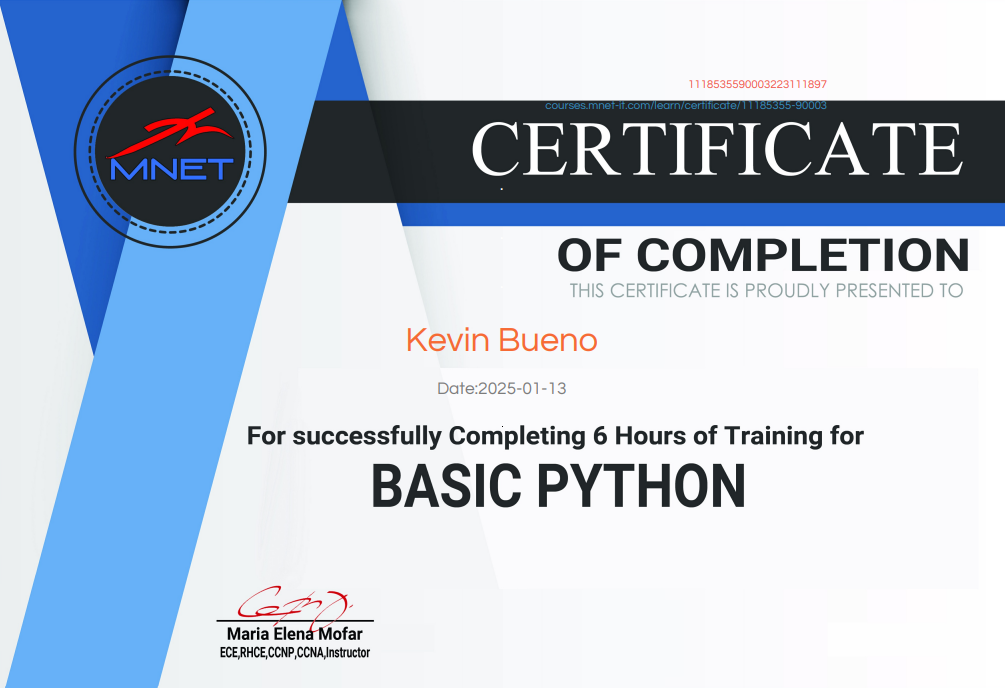 1118535590003223111897
courses.mnet-it.com/learn/certificate/11185355-90003
MNET
CERTIFICATE
OF COMPLETION
THIS CERTIFICATE IS PROUDLY PRESENTED TO
Kevin Bueno
Date:2025-01-13
For successfully Completing 6 Hours of Training for
BASIC PYTHON
Maria Elena Mofar
ECE,RHCE,CCNP,CCNA,Instructor